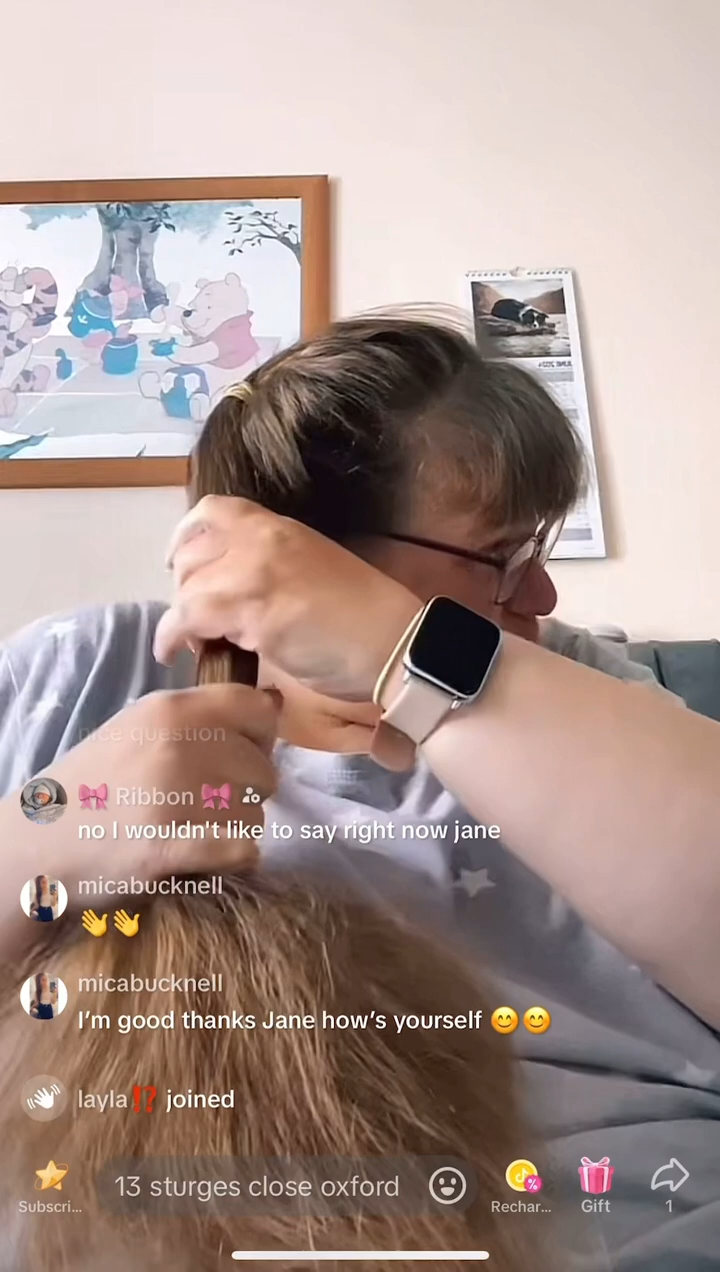 nice question
🎀 Ribbon 🎀
no I wouldn't like to say right now jane
micabucknell
👋👋
micabucknell
I'm good thanks Jane how's yourself 😊😊
layla⁉️ joined
13 sturges close oxford
Subscri...
Rechar...
Gift
1